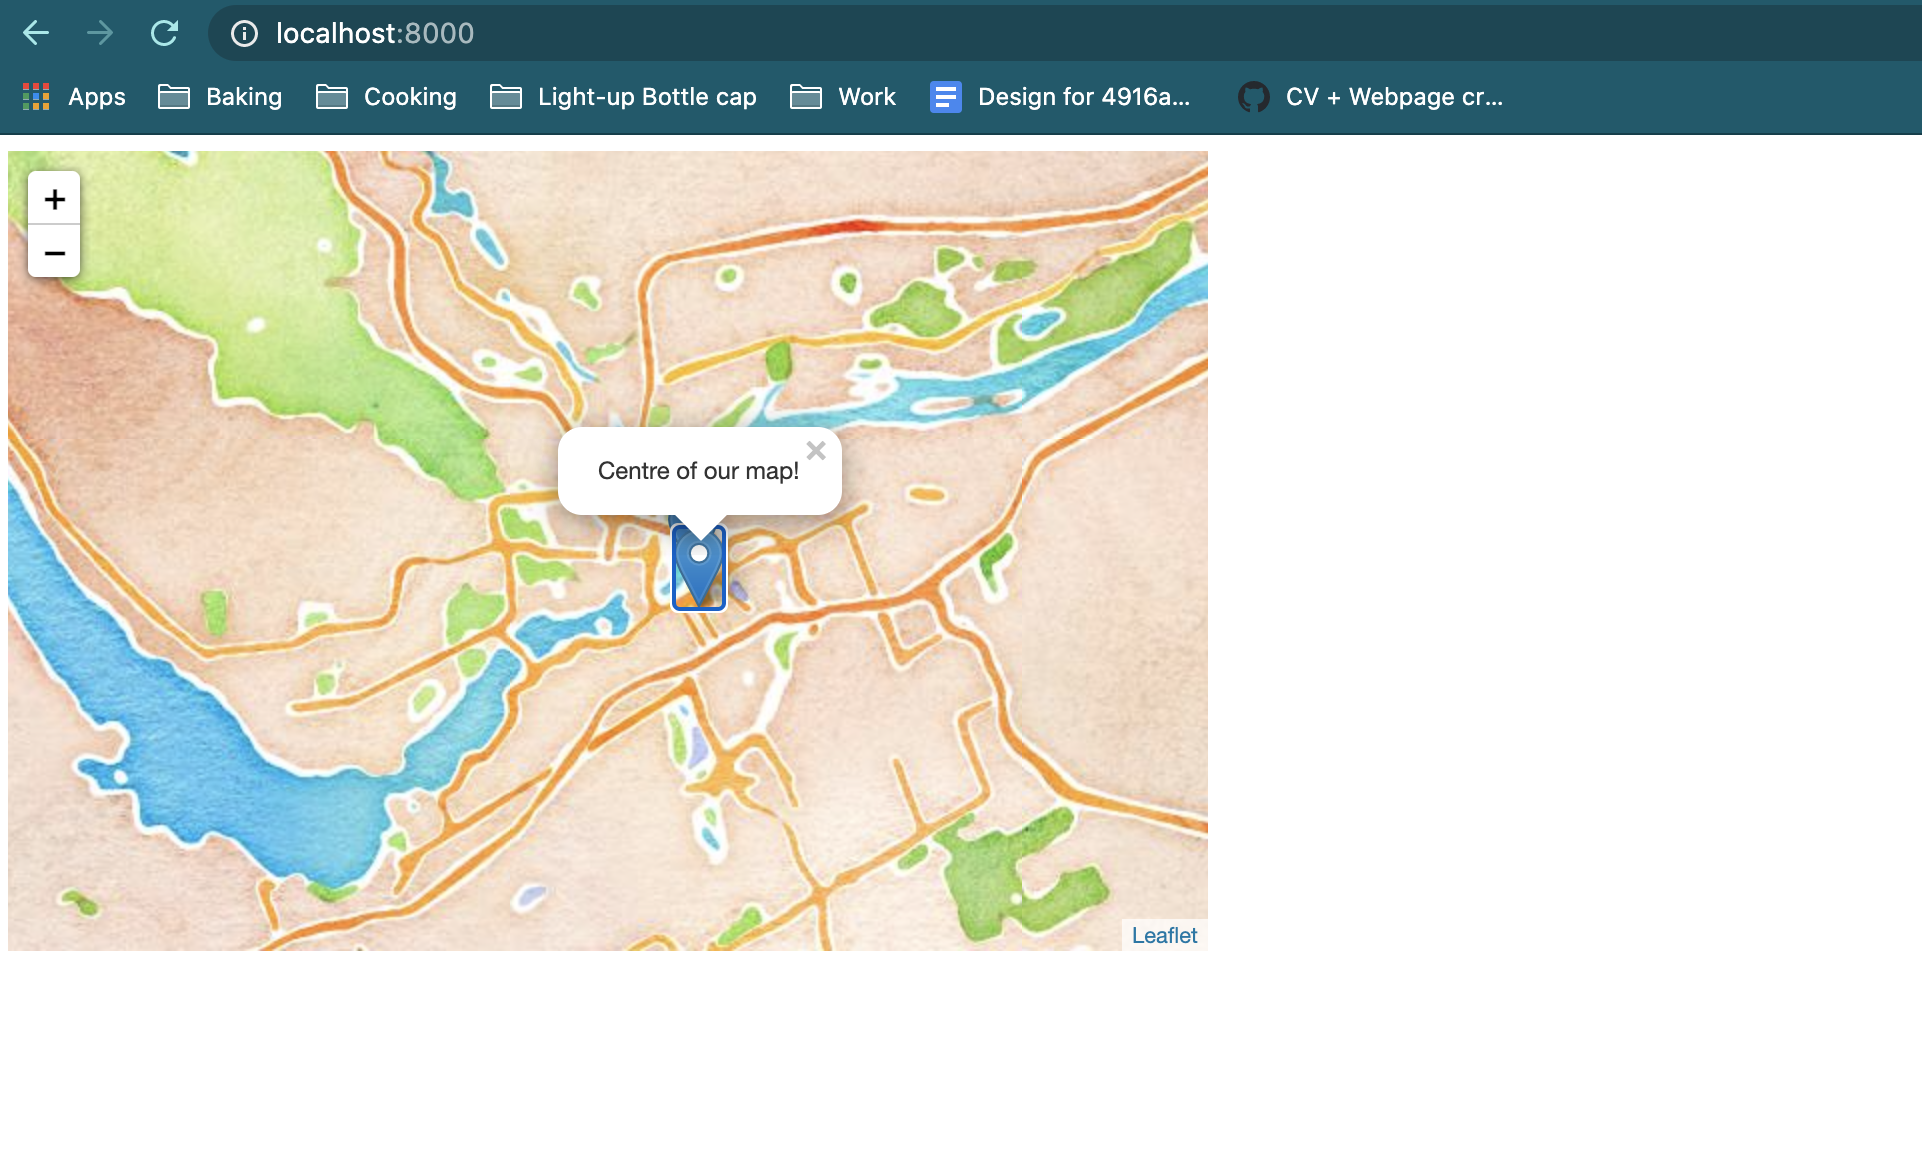 localhost:8000
Apps Baking Cooking Light-up Bottle cap Work Design for 4916a... CV + Webpage cr...
+
−
Centre of our map! ×
Leaflet